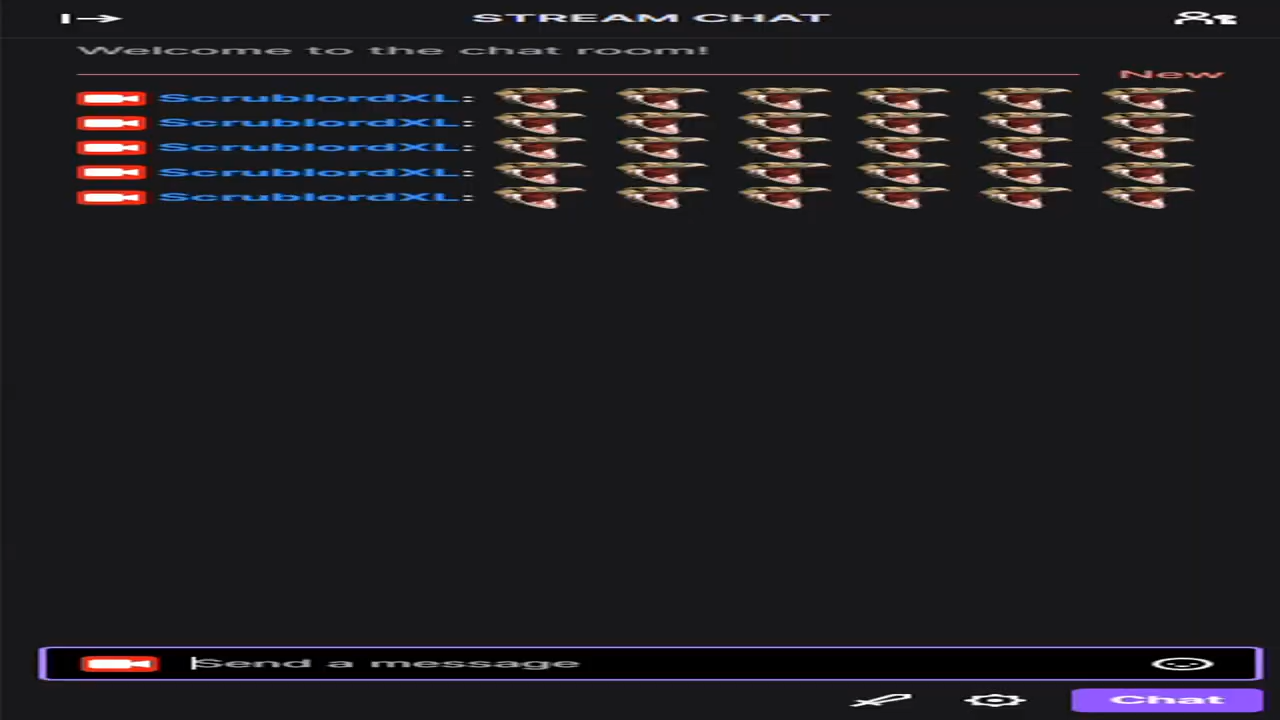 STREAM CHAT
Welcome to the chat room!
New
ScrublordXL:
ScrublordXL:
ScrublordXL:
ScrublordXL:
ScrublordXL:
Send a message
Chat